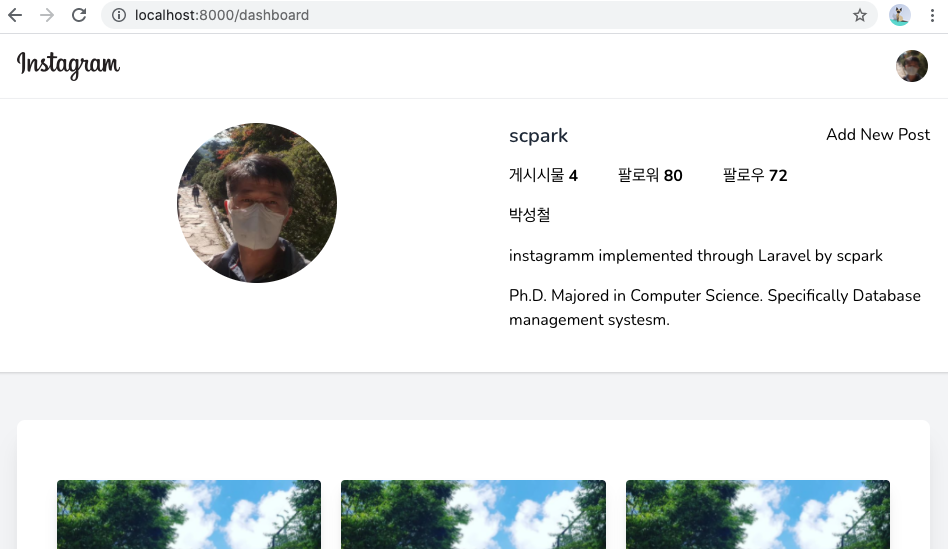 localhost:8000/dashboard
Instagram
scpark
Add New Post
게시시물 4 팔로워 80 팔로우 72
박성철
instagramm implemented through Laravel by scpark
Ph.D. Majored in Computer Science. Specifically Database
management systesm.